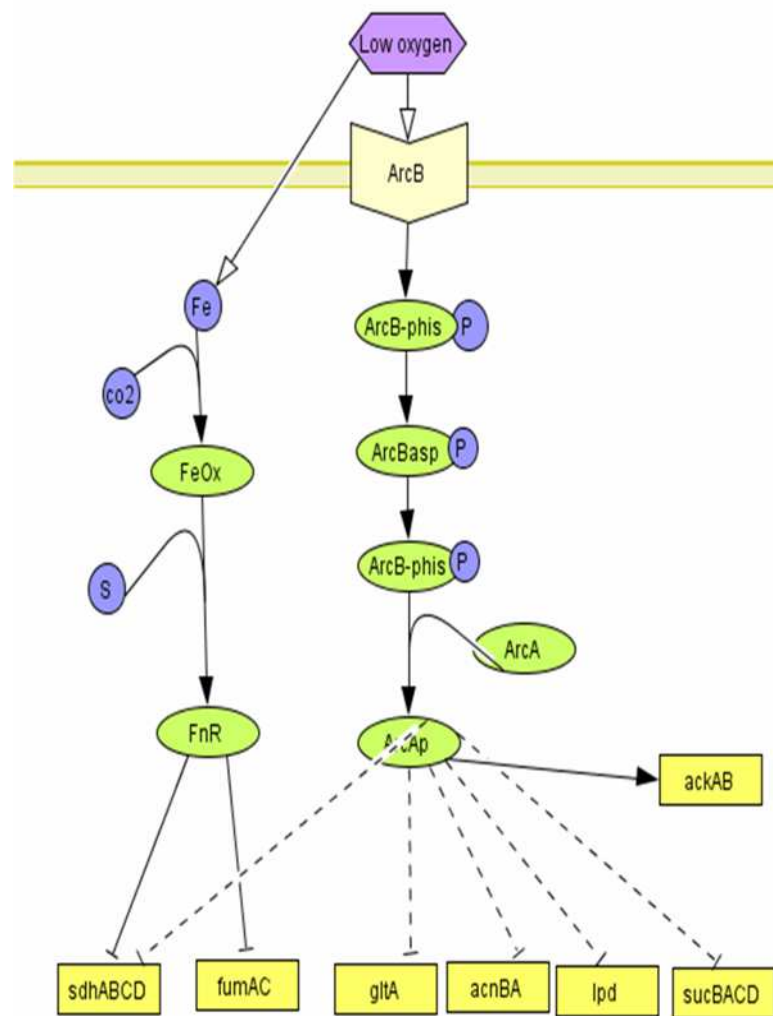 Low oxygen
ArcB
Fe
ArcB-phis P
co2
ArcBasp P
FeOx
ArcB-phis P
S
ArcA
FnR
ArcAp
ackAB
sdhABCD
fumAC
gltA
acnBA
lpd
sucBACD